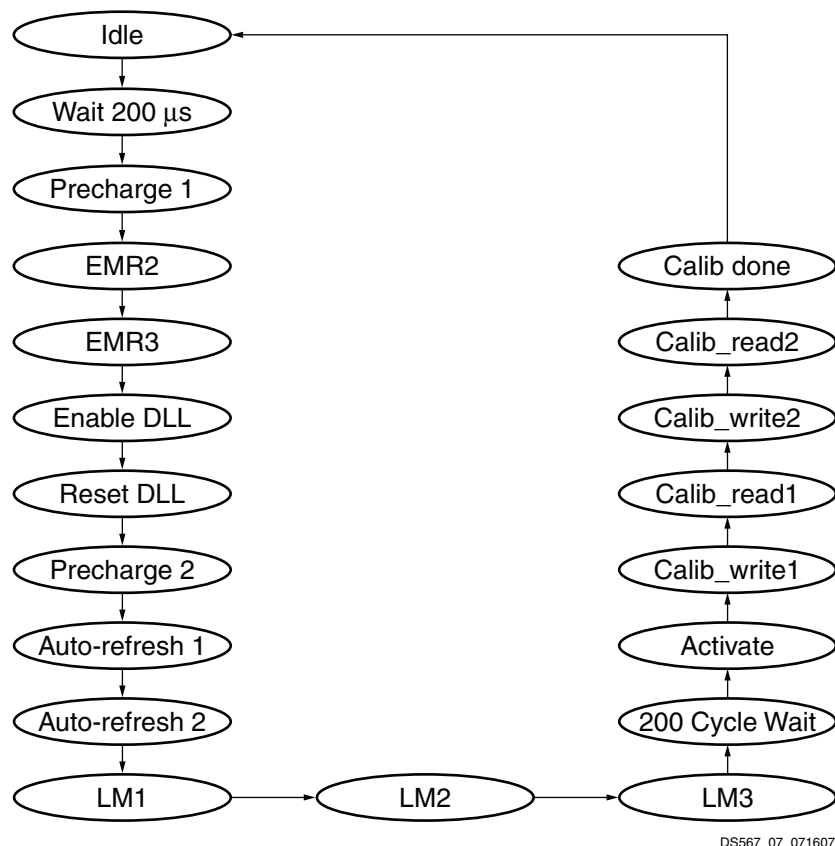 Idle
Wait 200 μs
Precharge 1
EMR2
EMR3
Enable DLL
Reset DLL
Precharge 2
Auto-refresh 1
Auto-refresh 2
LM1
LM2
LM3
200 Cycle Wait
Activate
Calib_write1
Calib_read1
Calib_write2
Calib_read2
Calib done
DS567_07_071607